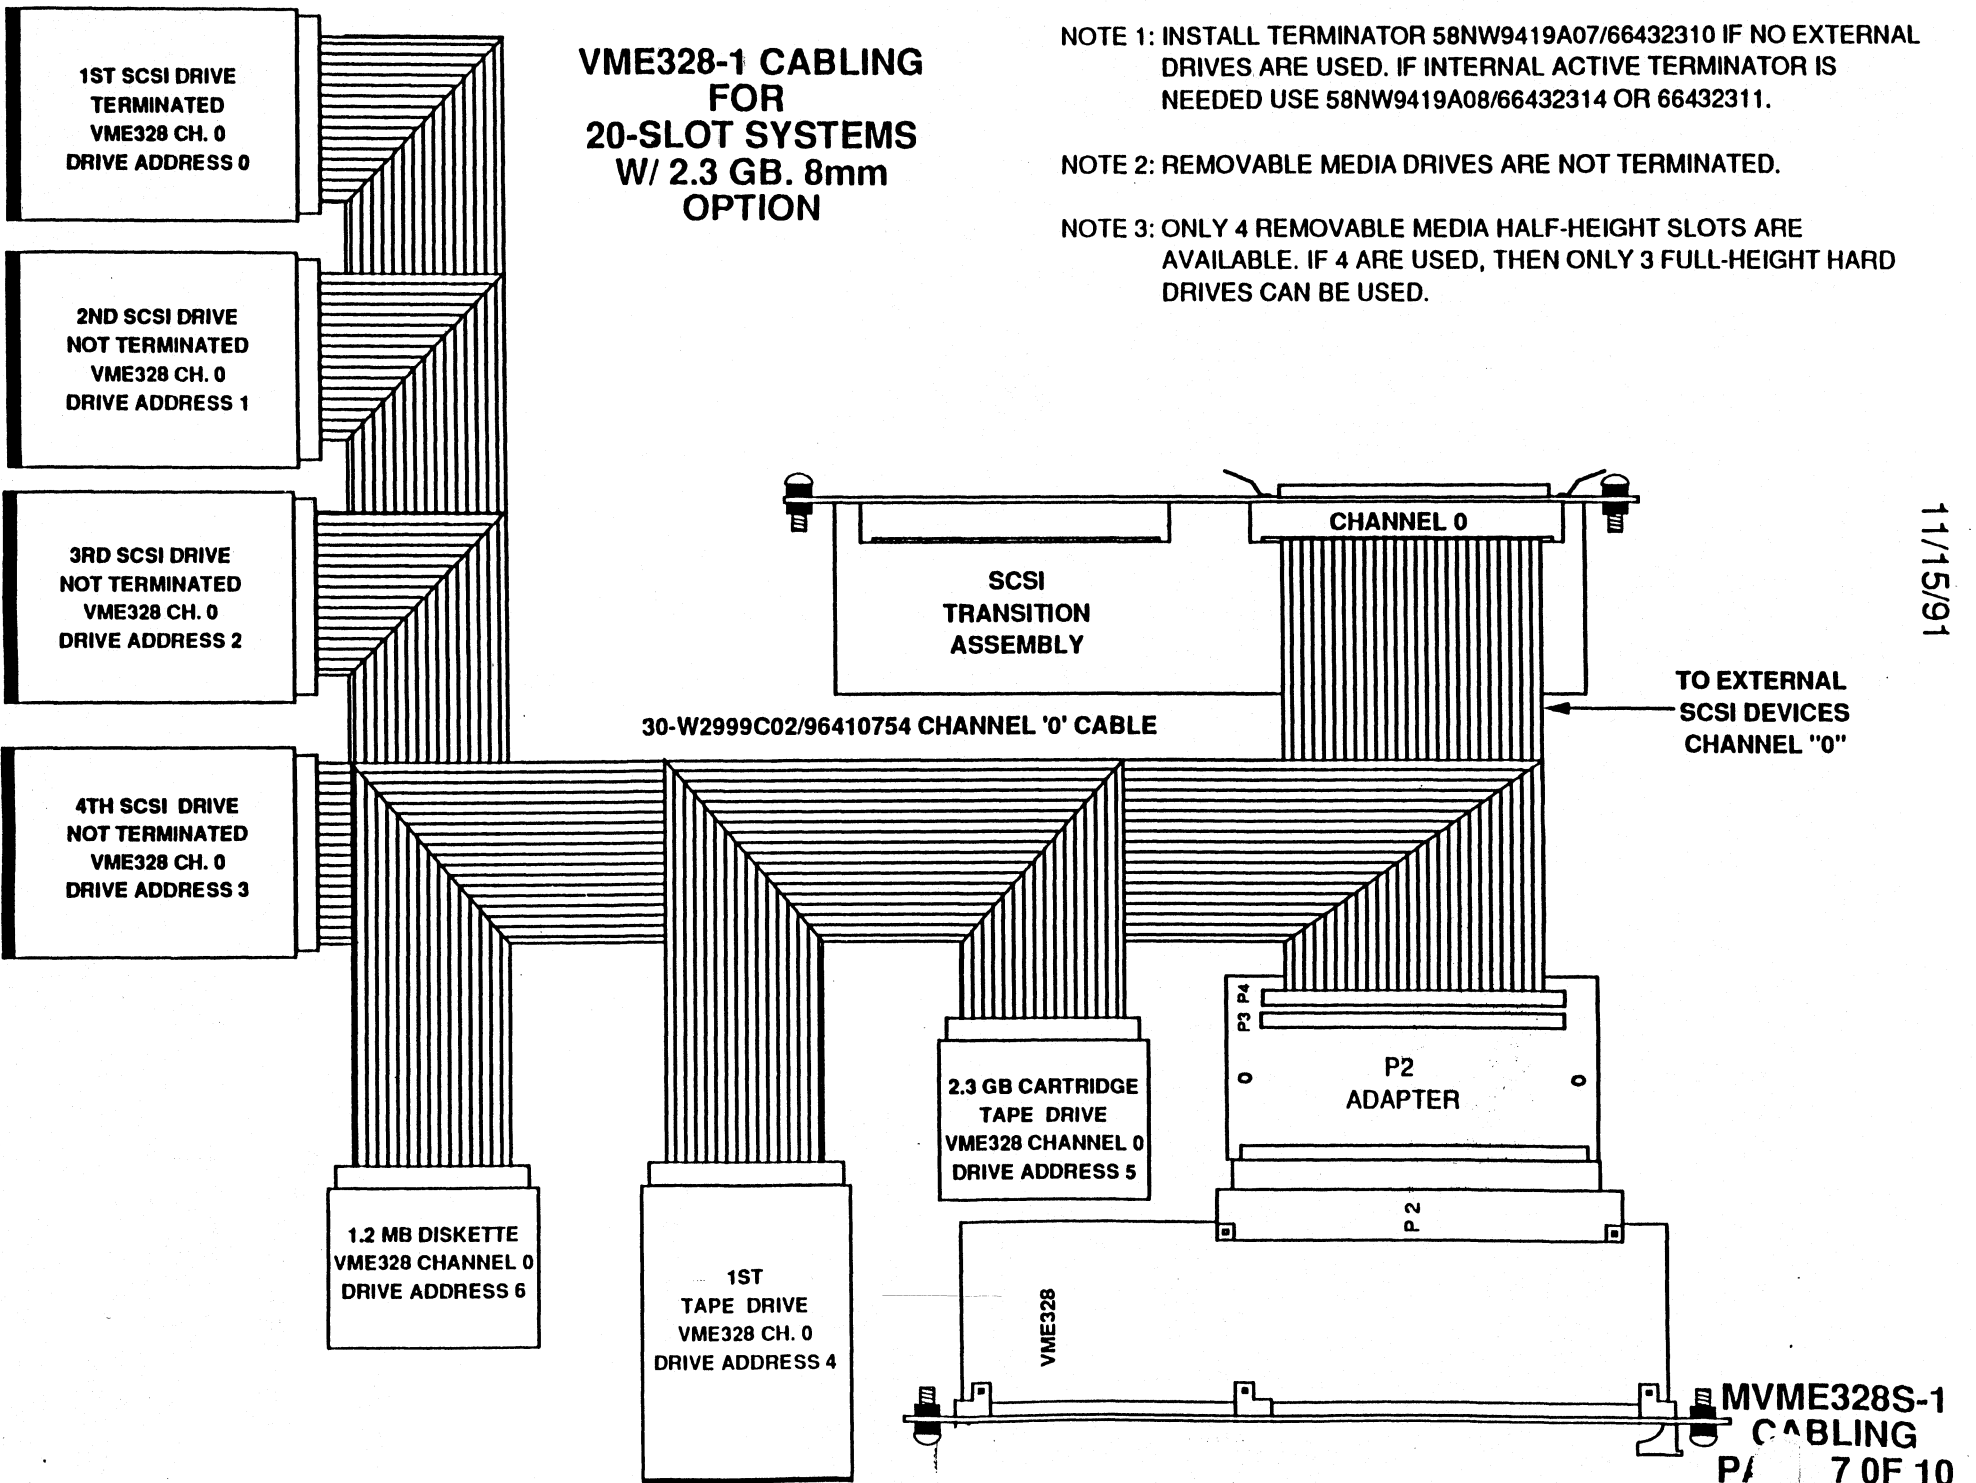 VME328-1 CABLING
FOR
20-SLOT SYSTEMS
W/ 2.3 GB. 8mm
OPTION
NOTE 1: INSTALL TERMINATOR 58NW9419A07/66432310 IF NO EXTERNAL
DRIVES ARE USED. IF INTERNAL ACTIVE TERMINATOR IS
NEEDED USE 58NW9419A08/66432314 OR 66432311.
NOTE 2: REMOVABLE MEDIA DRIVES ARE NOT TERMINATED.
NOTE 3: ONLY 4 REMOVABLE MEDIA HALF-HEIGHT SLOTS ARE
AVAILABLE. IF 4 ARE USED, THEN ONLY 3 FULL-HEIGHT HARD
DRIVES CAN BE USED.
1ST SCSI DRIVE
TERMINATED
VME328 CH. 0
DRIVE ADDRESS 0
2ND SCSI DRIVE
NOT TERMINATED
VME328 CH. 0
DRIVE ADDRESS 1
3RD SCSI DRIVE
NOT TERMINATED
VME328 CH. 0
DRIVE ADDRESS 2
4TH SCSI DRIVE
NOT TERMINATED
VME328 CH. 0
DRIVE ADDRESS 3
CHANNEL 0
SCSI
TRANSITION
ASSEMBLY
11/15/91
TO EXTERNAL
SCSI DEVICES
CHANNEL "0"
30-W2999C02/96410754 CHANNEL '0' CABLE
1.2 MB DISKETTE
VME328 CHANNEL 0
DRIVE ADDRESS 6
1ST
TAPE DRIVE
VME328 CH. 0
DRIVE ADDRESS 4
2.3 GB CARTRIDGE
TAPE DRIVE
VME328 CHANNEL 0
DRIVE ADDRESS 5
P4
P3
P2
ADAPTER
P 2
VME328
MVME328S-1
CABLING
7 OF 10